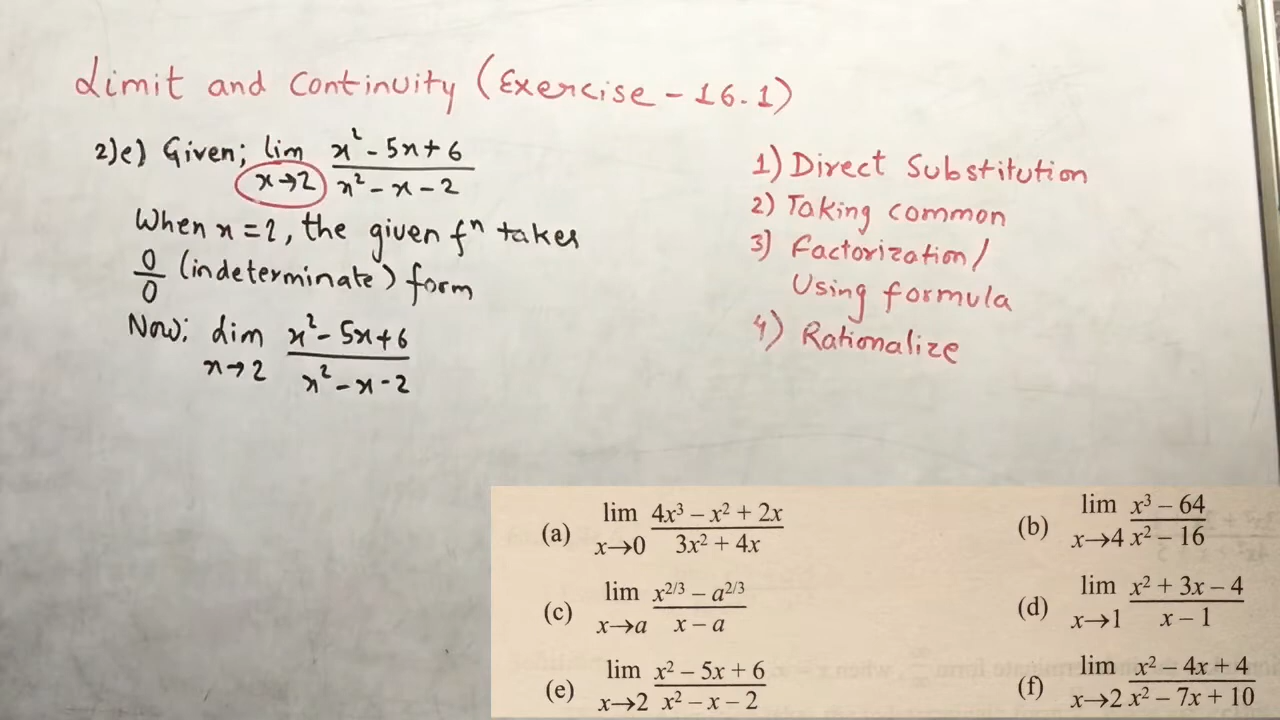 Limit and Continuity (Exercise - 16.1)
2)e) Given; lim x→2 (x² - 5x + 6)/(x² - x - 2)
When x = 2, the given fⁿ takes
0/0 (indeterminate) form
Now; lim x→2 (x² - 5x + 6)/(x² - x - 2)
1) Direct Substitution
2) Taking common
3) Factorization/
Using formula
4) Rationalize
(a) lim x→0 (4x³ – x² + 2x)/(3x² + 4x)
(b) lim x→4 (x³ – 64)/(x² – 16)
(c) lim x→a (x^2/3 – a^2/3)/(x – a)
(d) lim x→1 (x² + 3x – 4)/(x – 1)
(e) lim x→2 (x² – 5x + 6)/(x² – x – 2)
(f) lim x→2 (x² – 4x + 4)/(x² – 7x + 10)